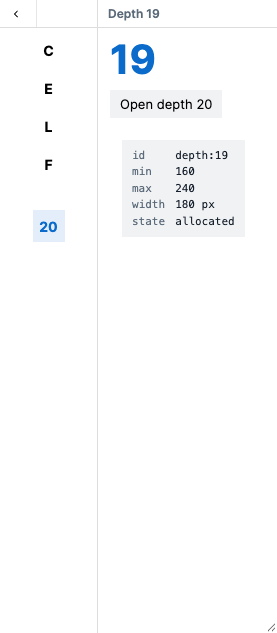 Depth 19
C
E
L
F
20
19
Open depth 20
id depth:19
min 160
max 240
width 180 px
state allocated